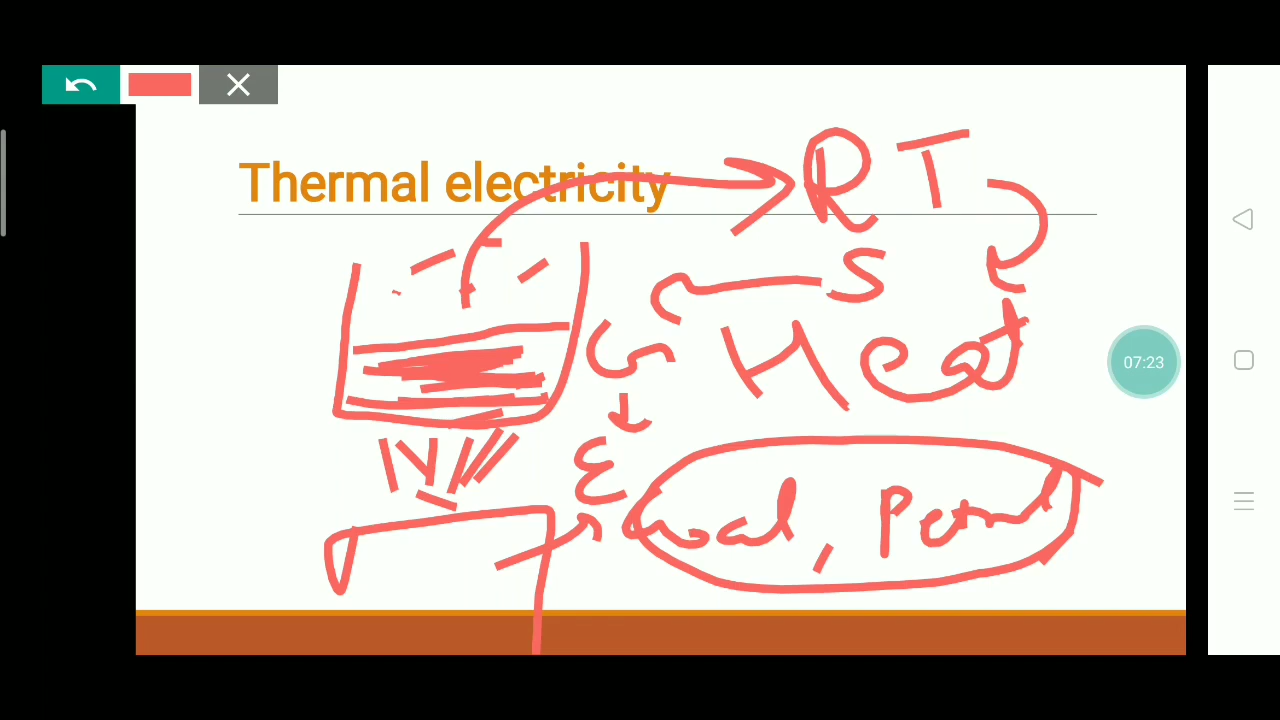 Thermal electricity
RT
S
Heat
G
07:23
E
coal, Petrol